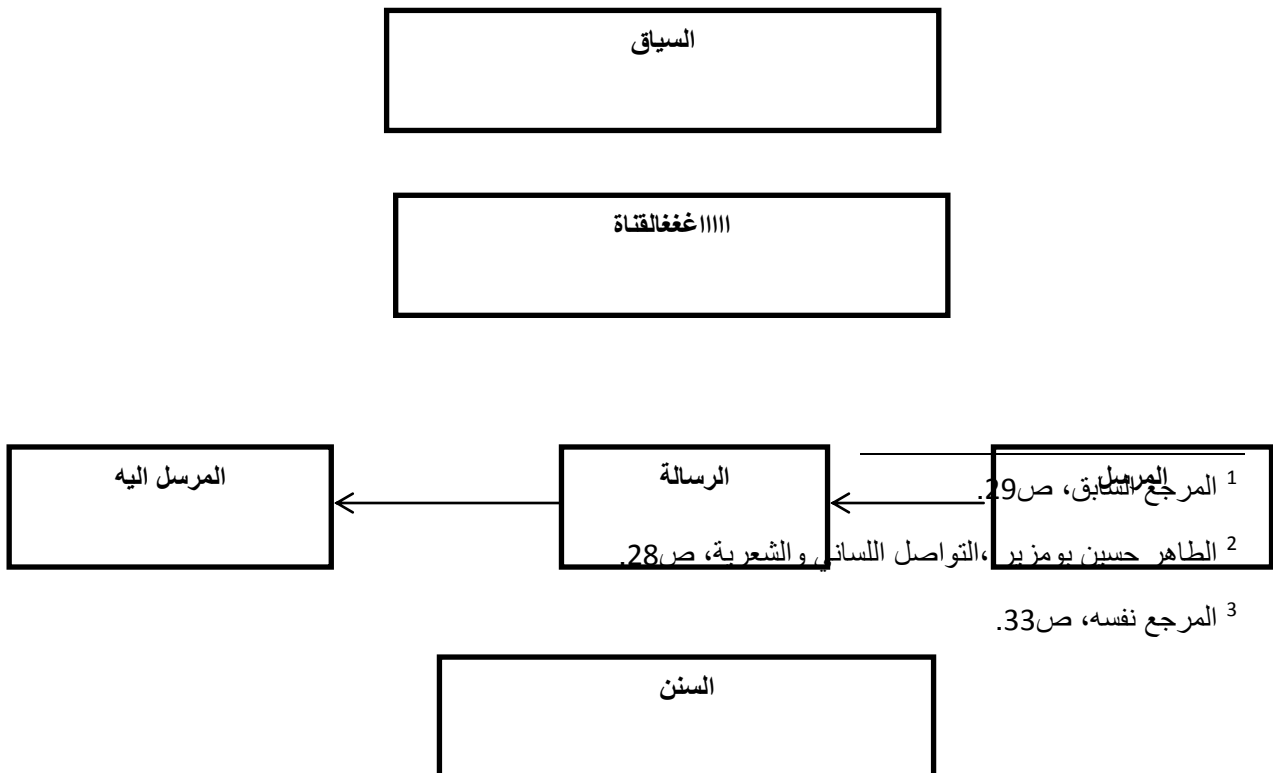 السياق
اااااغغغالقناة
المرسل
الرسالة
المرسل اليه
1 المرجع السابق، ص29.
2 الطاهر حسين بومزبر ،التواصل اللساني والشعرية، ص28.
3 المرجع نفسه، ص33.
السنن